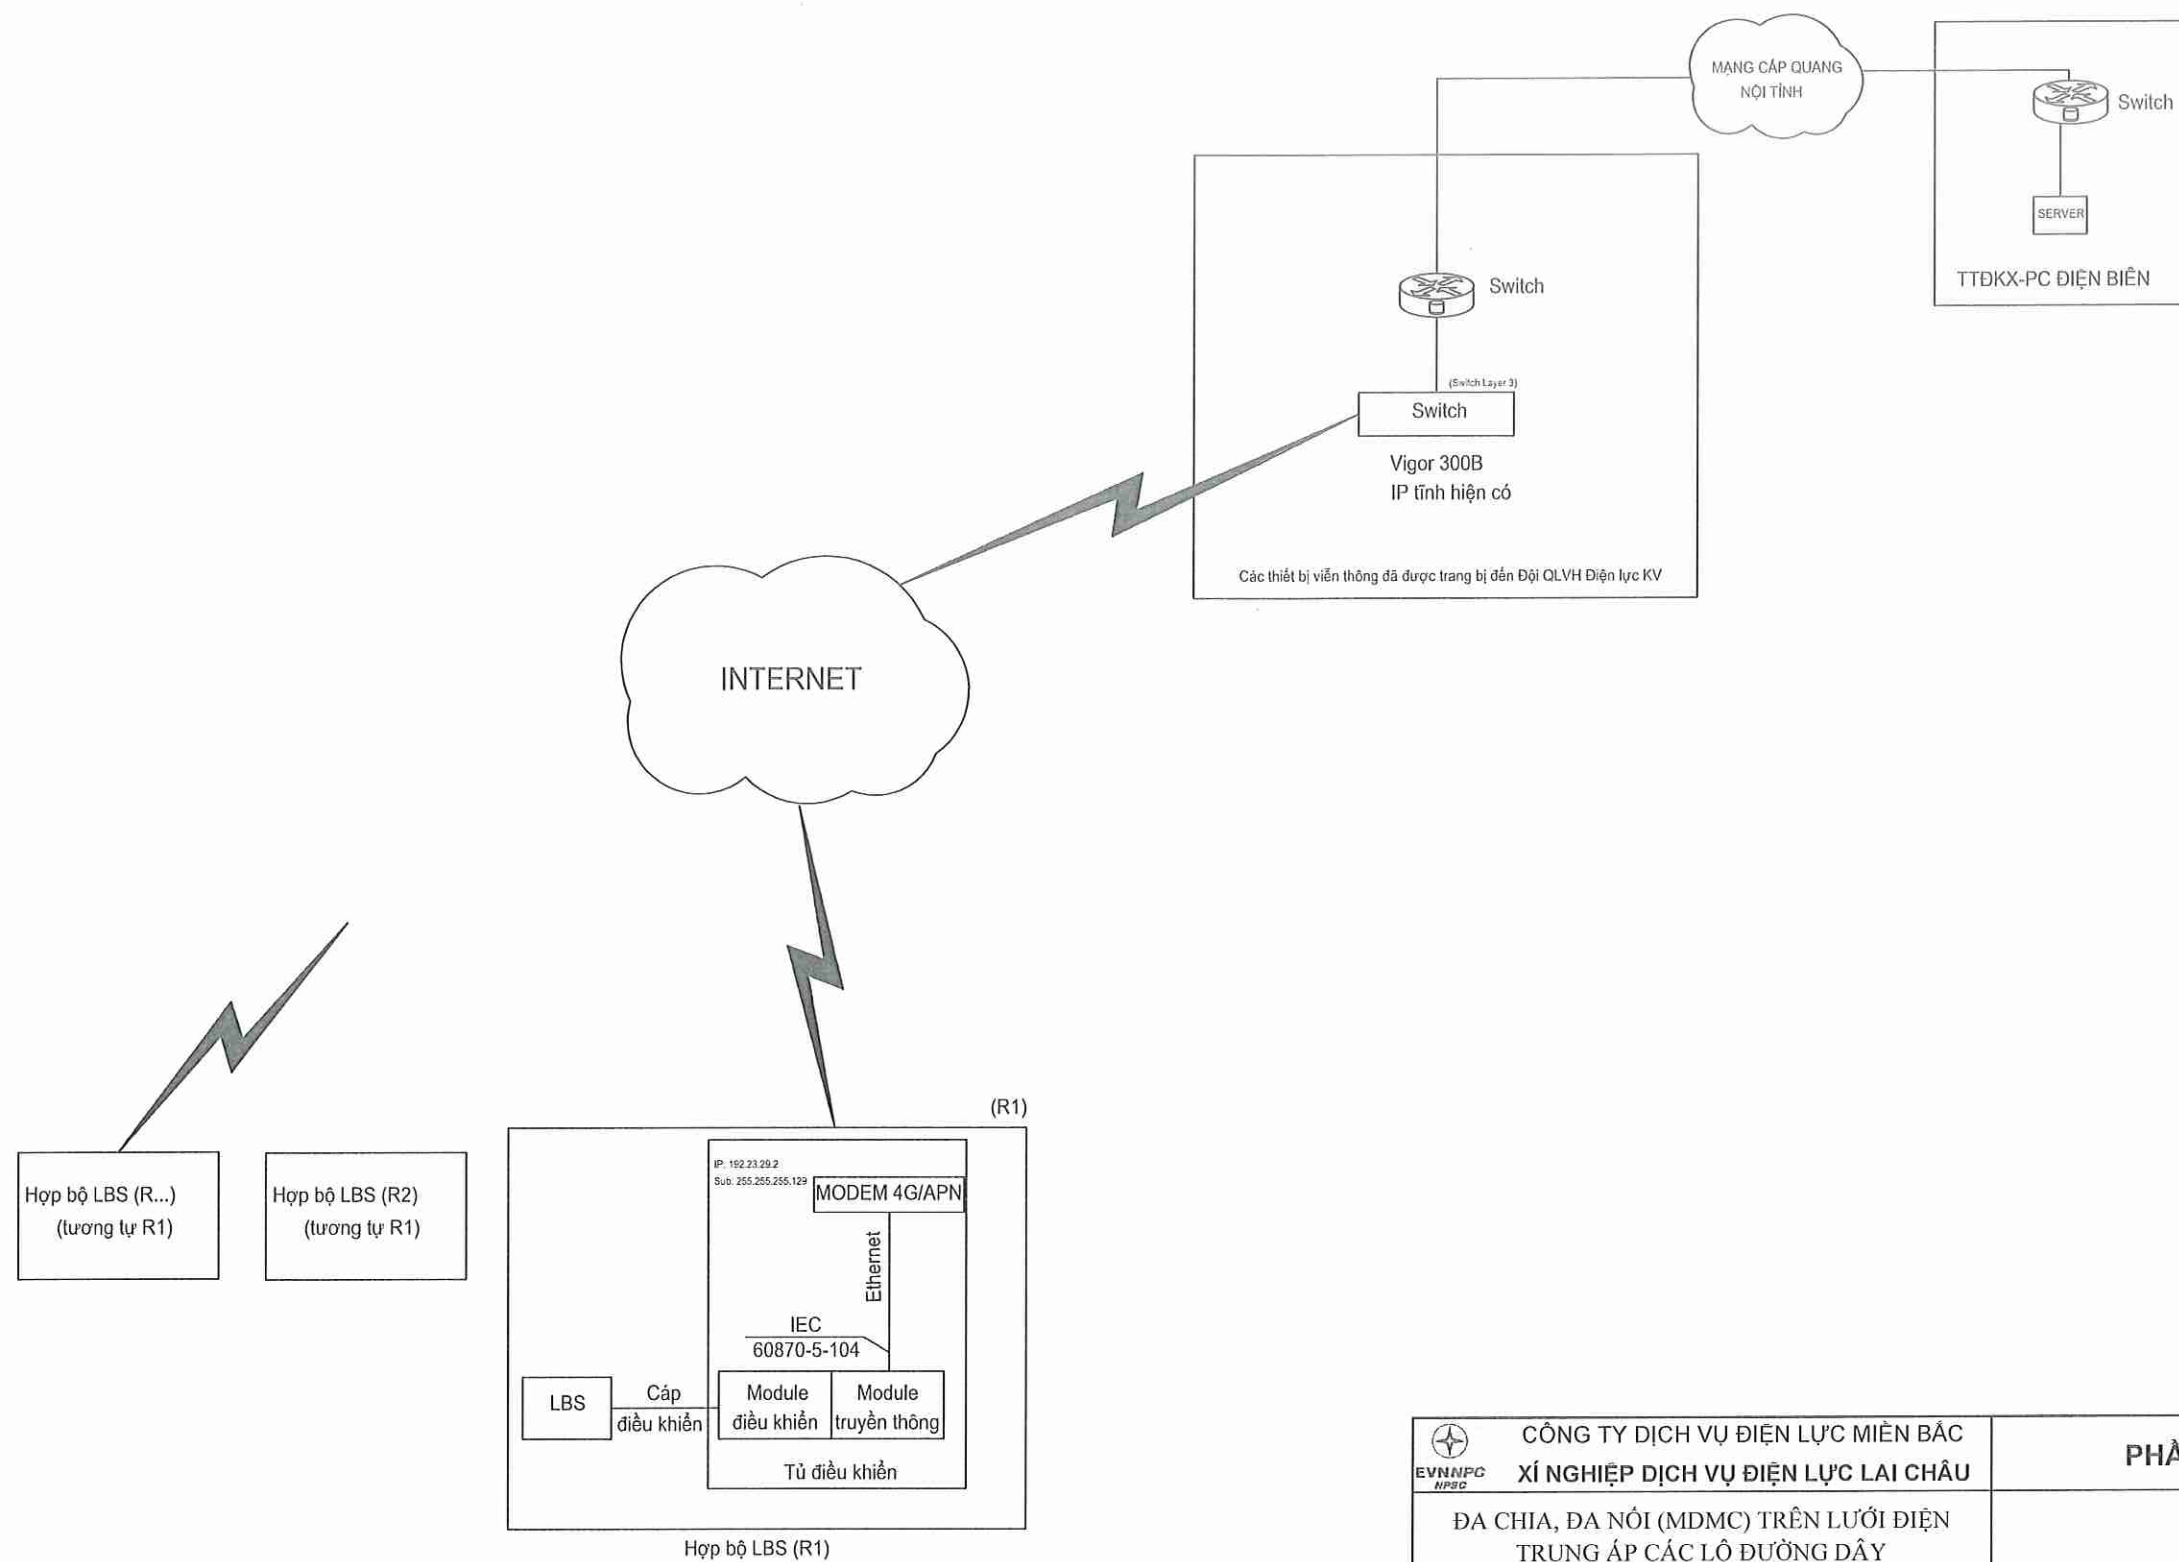 MẠNG CÁP QUANG
NỘI TỈNH
Switch
SERVER
TTĐKX-PC ĐIỆN BIÊN
Switch
(Switch Layer 3)
Switch
Vigor 300B
IP tĩnh hiện có
Các thiết bị viễn thông đã được trang bị đến Đội QLVH Điện lực KV
INTERNET
(R1)
Hợp bộ LBS (R...)
(tương tự R1)
Hợp bộ LBS (R2)
(tương tự R1)
IP: 192.23.29.2
Sub: 255.255.255.129
MODEM 4G/APN
Ethernet
IEC
60870-5-104
LBS
Cáp
điều khiển
Module
điều khiển
Module
truyền thông
Tủ điều khiển
Hợp bộ LBS (R1)
EVNNPC
NPSC
CÔNG TY DỊCH VỤ ĐIỆN LỰC MIỀN BẮC
XÍ NGHIỆP DỊCH VỤ ĐIỆN LỰC LAI CHÂU
ĐA CHIA, ĐA NỐI (MDMC) TRÊN LƯỚI ĐIỆN
TRUNG ÁP CÁC LỘ ĐƯỜNG DÂY